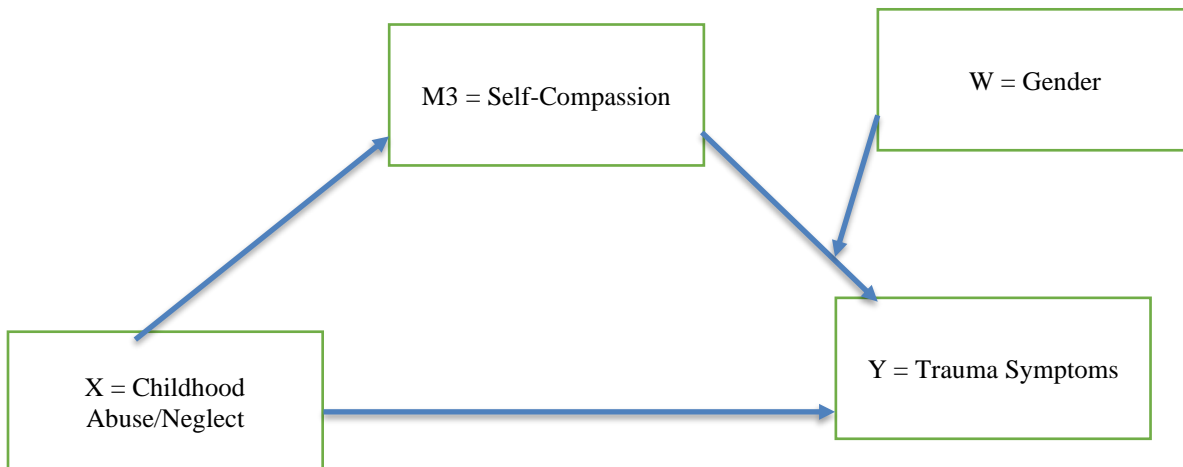 M3 = Self-Compassion
W = Gender
X = Childhood
Abuse/Neglect
Y = Trauma Symptoms